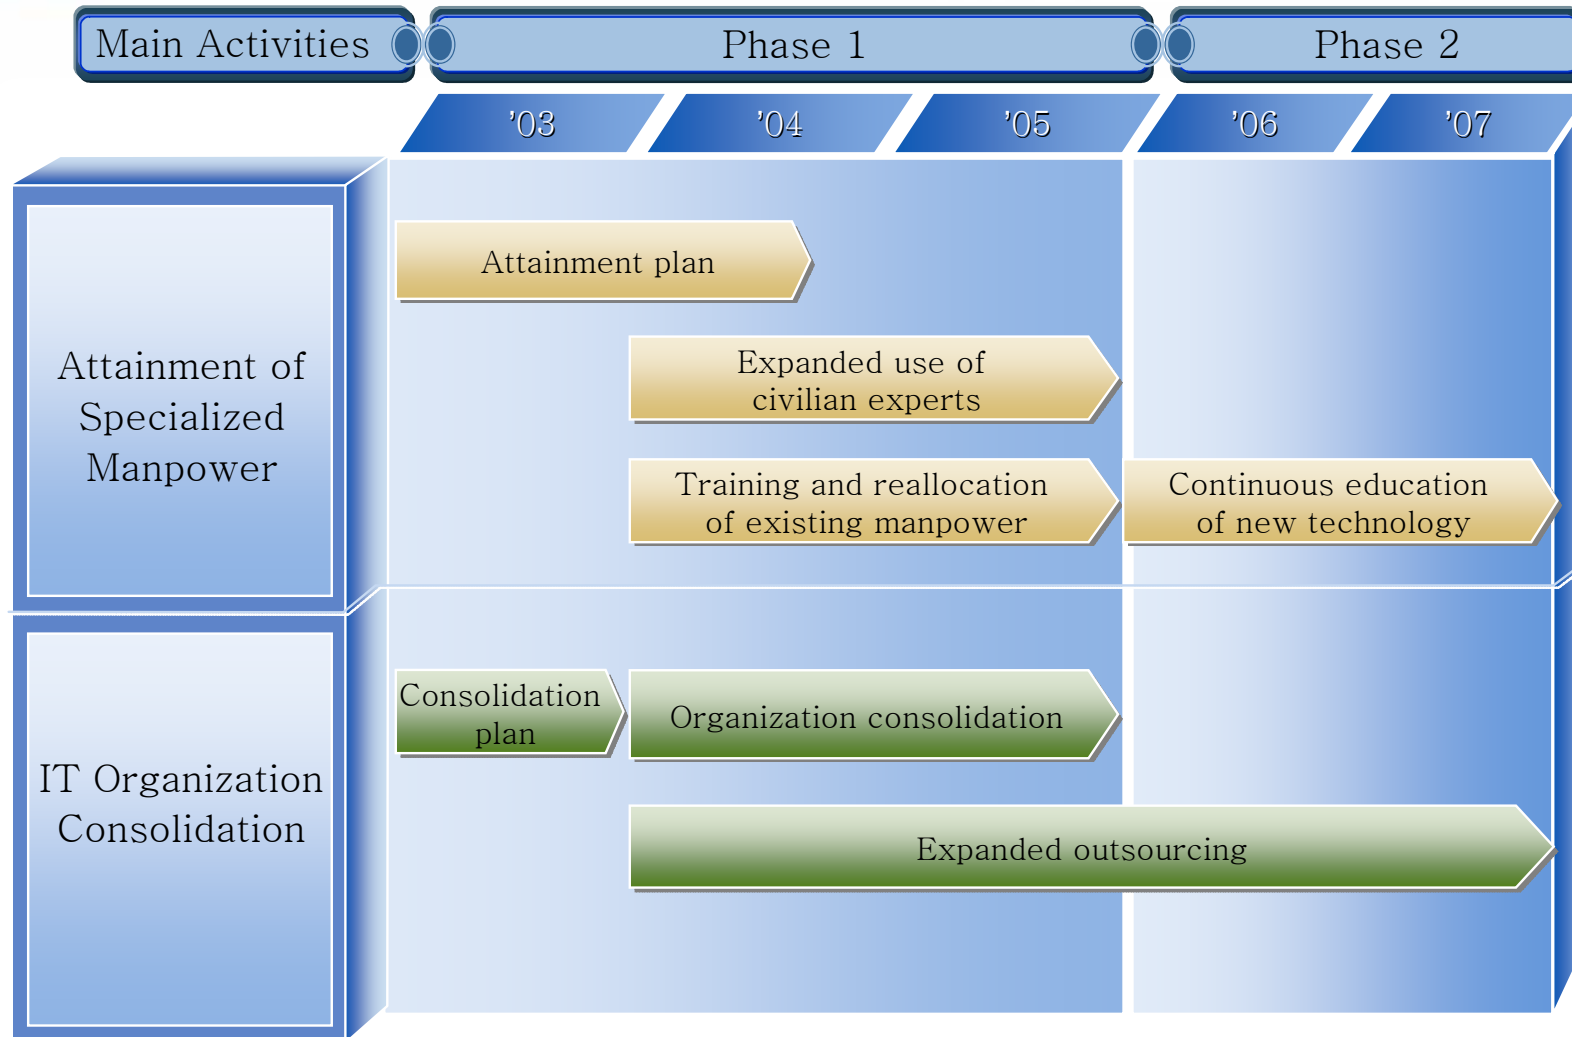 Main Activities
Phase 1
Phase 2
’03
’04
’05
’06
’07
Attainment of
Specialized
Manpower
Attainment plan
Expanded use of
civilian experts
Training and reallocation
of existing manpower
Continuous education
of new technology
IT Organization
Consolidation
Consolidation
plan
Organization consolidation
Expanded outsourcing